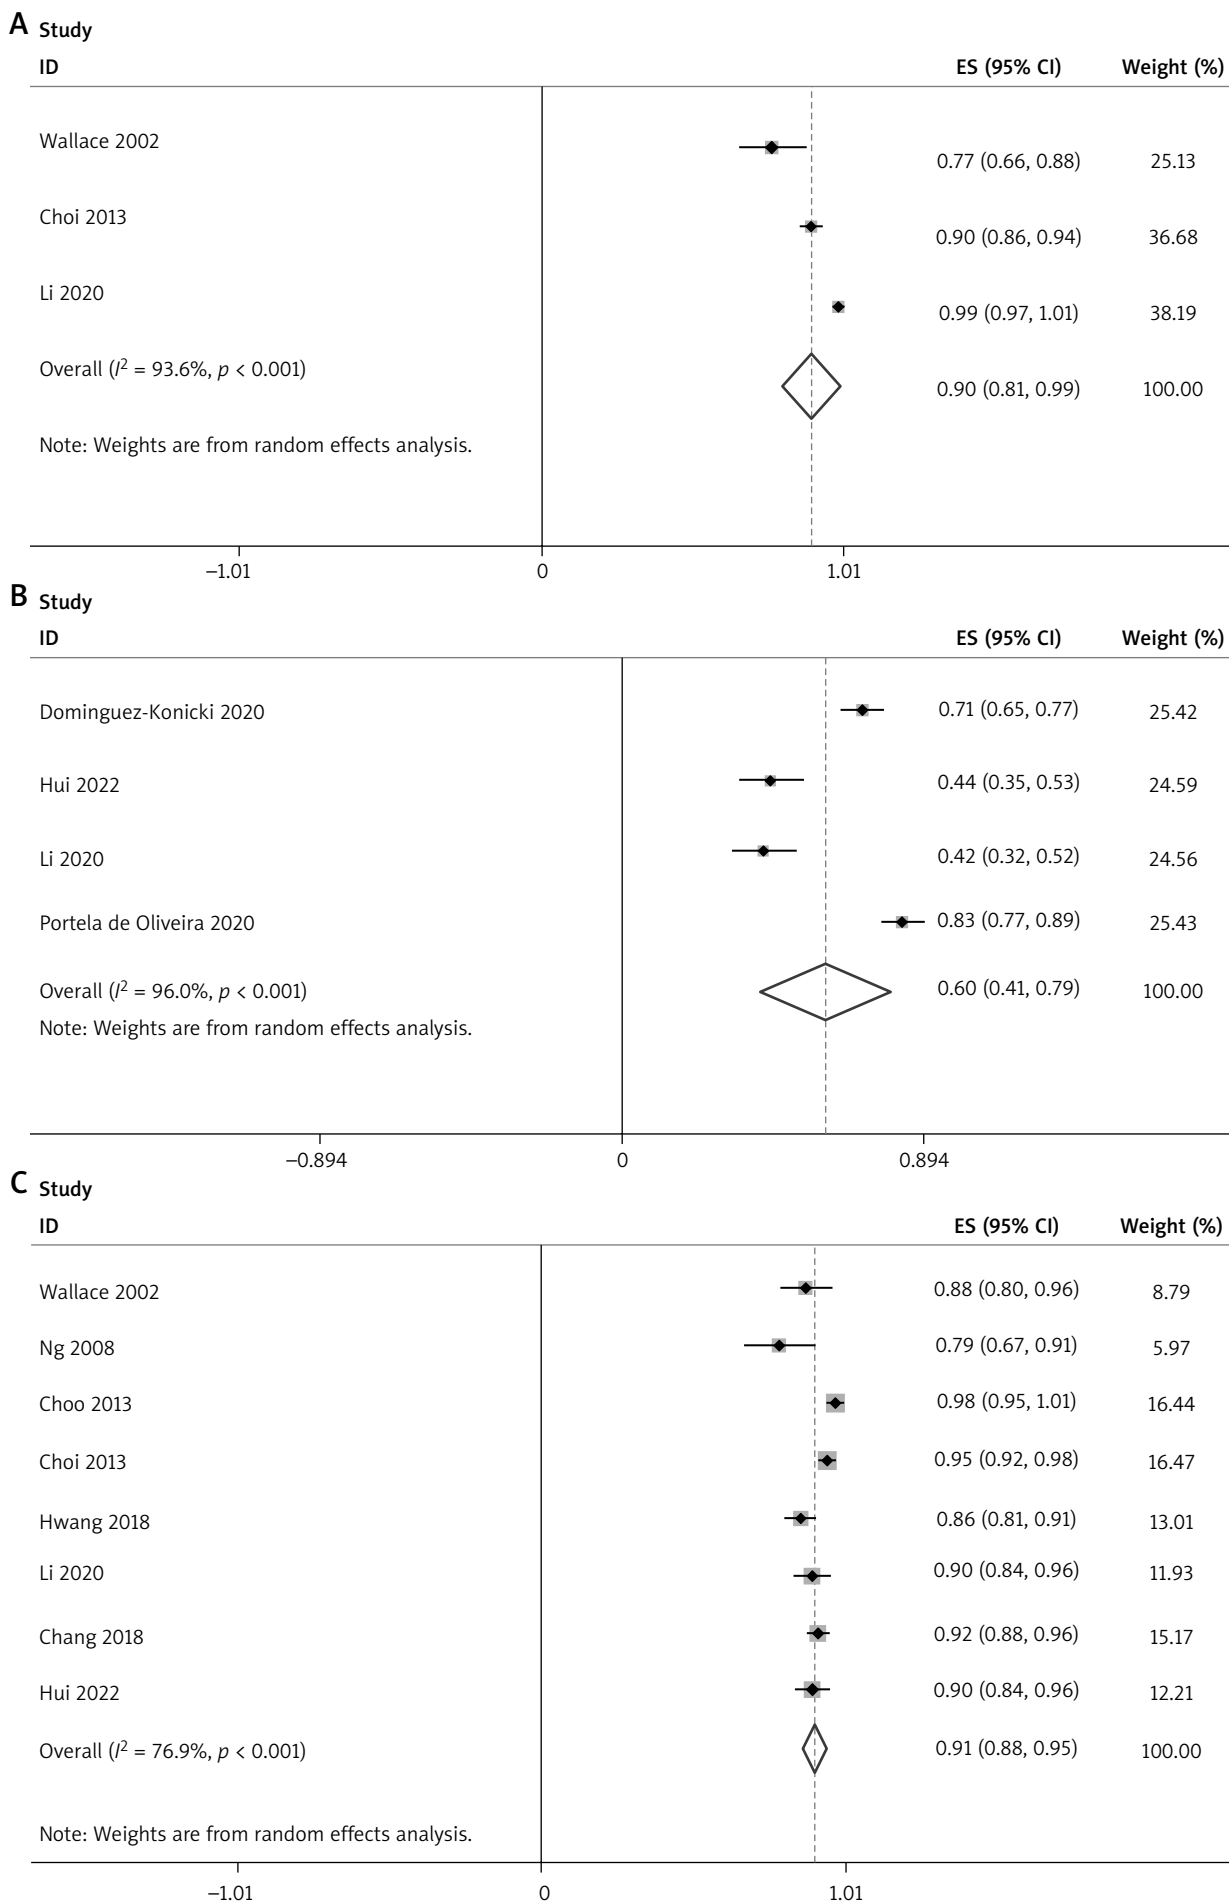 A Study
ID ES (95% CI) Weight (%)
Wallace 2002 0.77 (0.66, 0.88) 25.13
Choi 2013 0.90 (0.86, 0.94) 36.68
Li 2020 0.99 (0.97, 1.01) 38.19
Overall (I² = 93.6%, p < 0.001) 0.90 (0.81, 0.99) 100.00
Note: Weights are from random effects analysis.
−1.01 0 1.01
B Study
ID ES (95% CI) Weight (%)
Dominguez-Konicki 2020 0.71 (0.65, 0.77) 25.42
Hui 2022 0.44 (0.35, 0.53) 24.59
Li 2020 0.42 (0.32, 0.52) 24.56
Portela de Oliveira 2020 0.83 (0.77, 0.89) 25.43
Overall (I² = 96.0%, p < 0.001) 0.60 (0.41, 0.79) 100.00
Note: Weights are from random effects analysis.
−0.894 0 0.894
C Study
ID ES (95% CI) Weight (%)
Wallace 2002 0.88 (0.80, 0.96) 8.79
Ng 2008 0.79 (0.67, 0.91) 5.97
Choo 2013 0.98 (0.95, 1.01) 16.44
Choi 2013 0.95 (0.92, 0.98) 16.47
Hwang 2018 0.86 (0.81, 0.91) 13.01
Li 2020 0.90 (0.84, 0.96) 11.93
Chang 2018 0.92 (0.88, 0.96) 15.17
Hui 2022 0.90 (0.84, 0.96) 12.21
Overall (I² = 76.9%, p < 0.001) 0.91 (0.88, 0.95) 100.00
Note: Weights are from random effects analysis.
−1.01 0 1.01